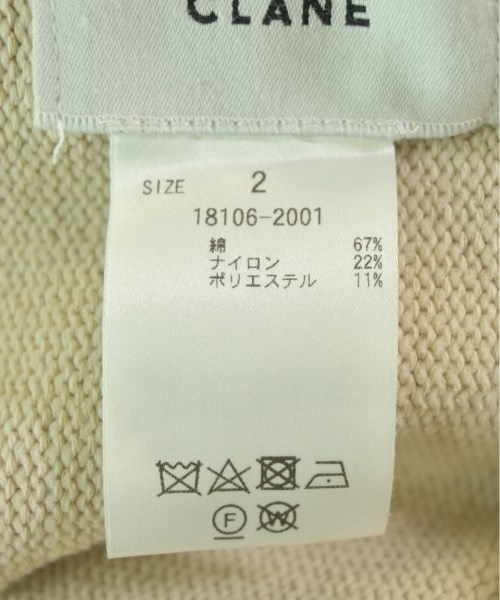 CLANE
SIZE 2
18106-2001
綿 67%
ナイロン 22%
ポリエステル 11%
F
W